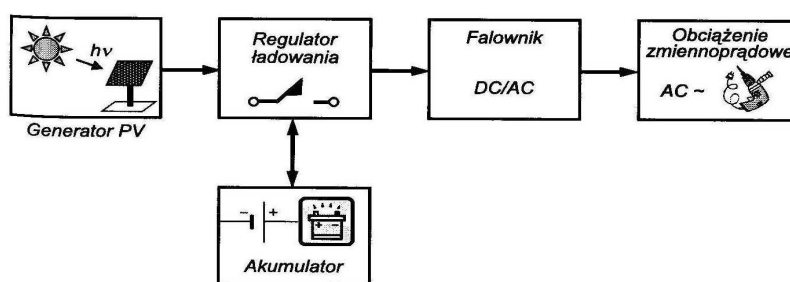 hν
Generator PV
Regulator
ładowania
Falownik
DC/AC
Obciążenie
zmiennoprądowe
AC ~
- +
+ -
Akumulator